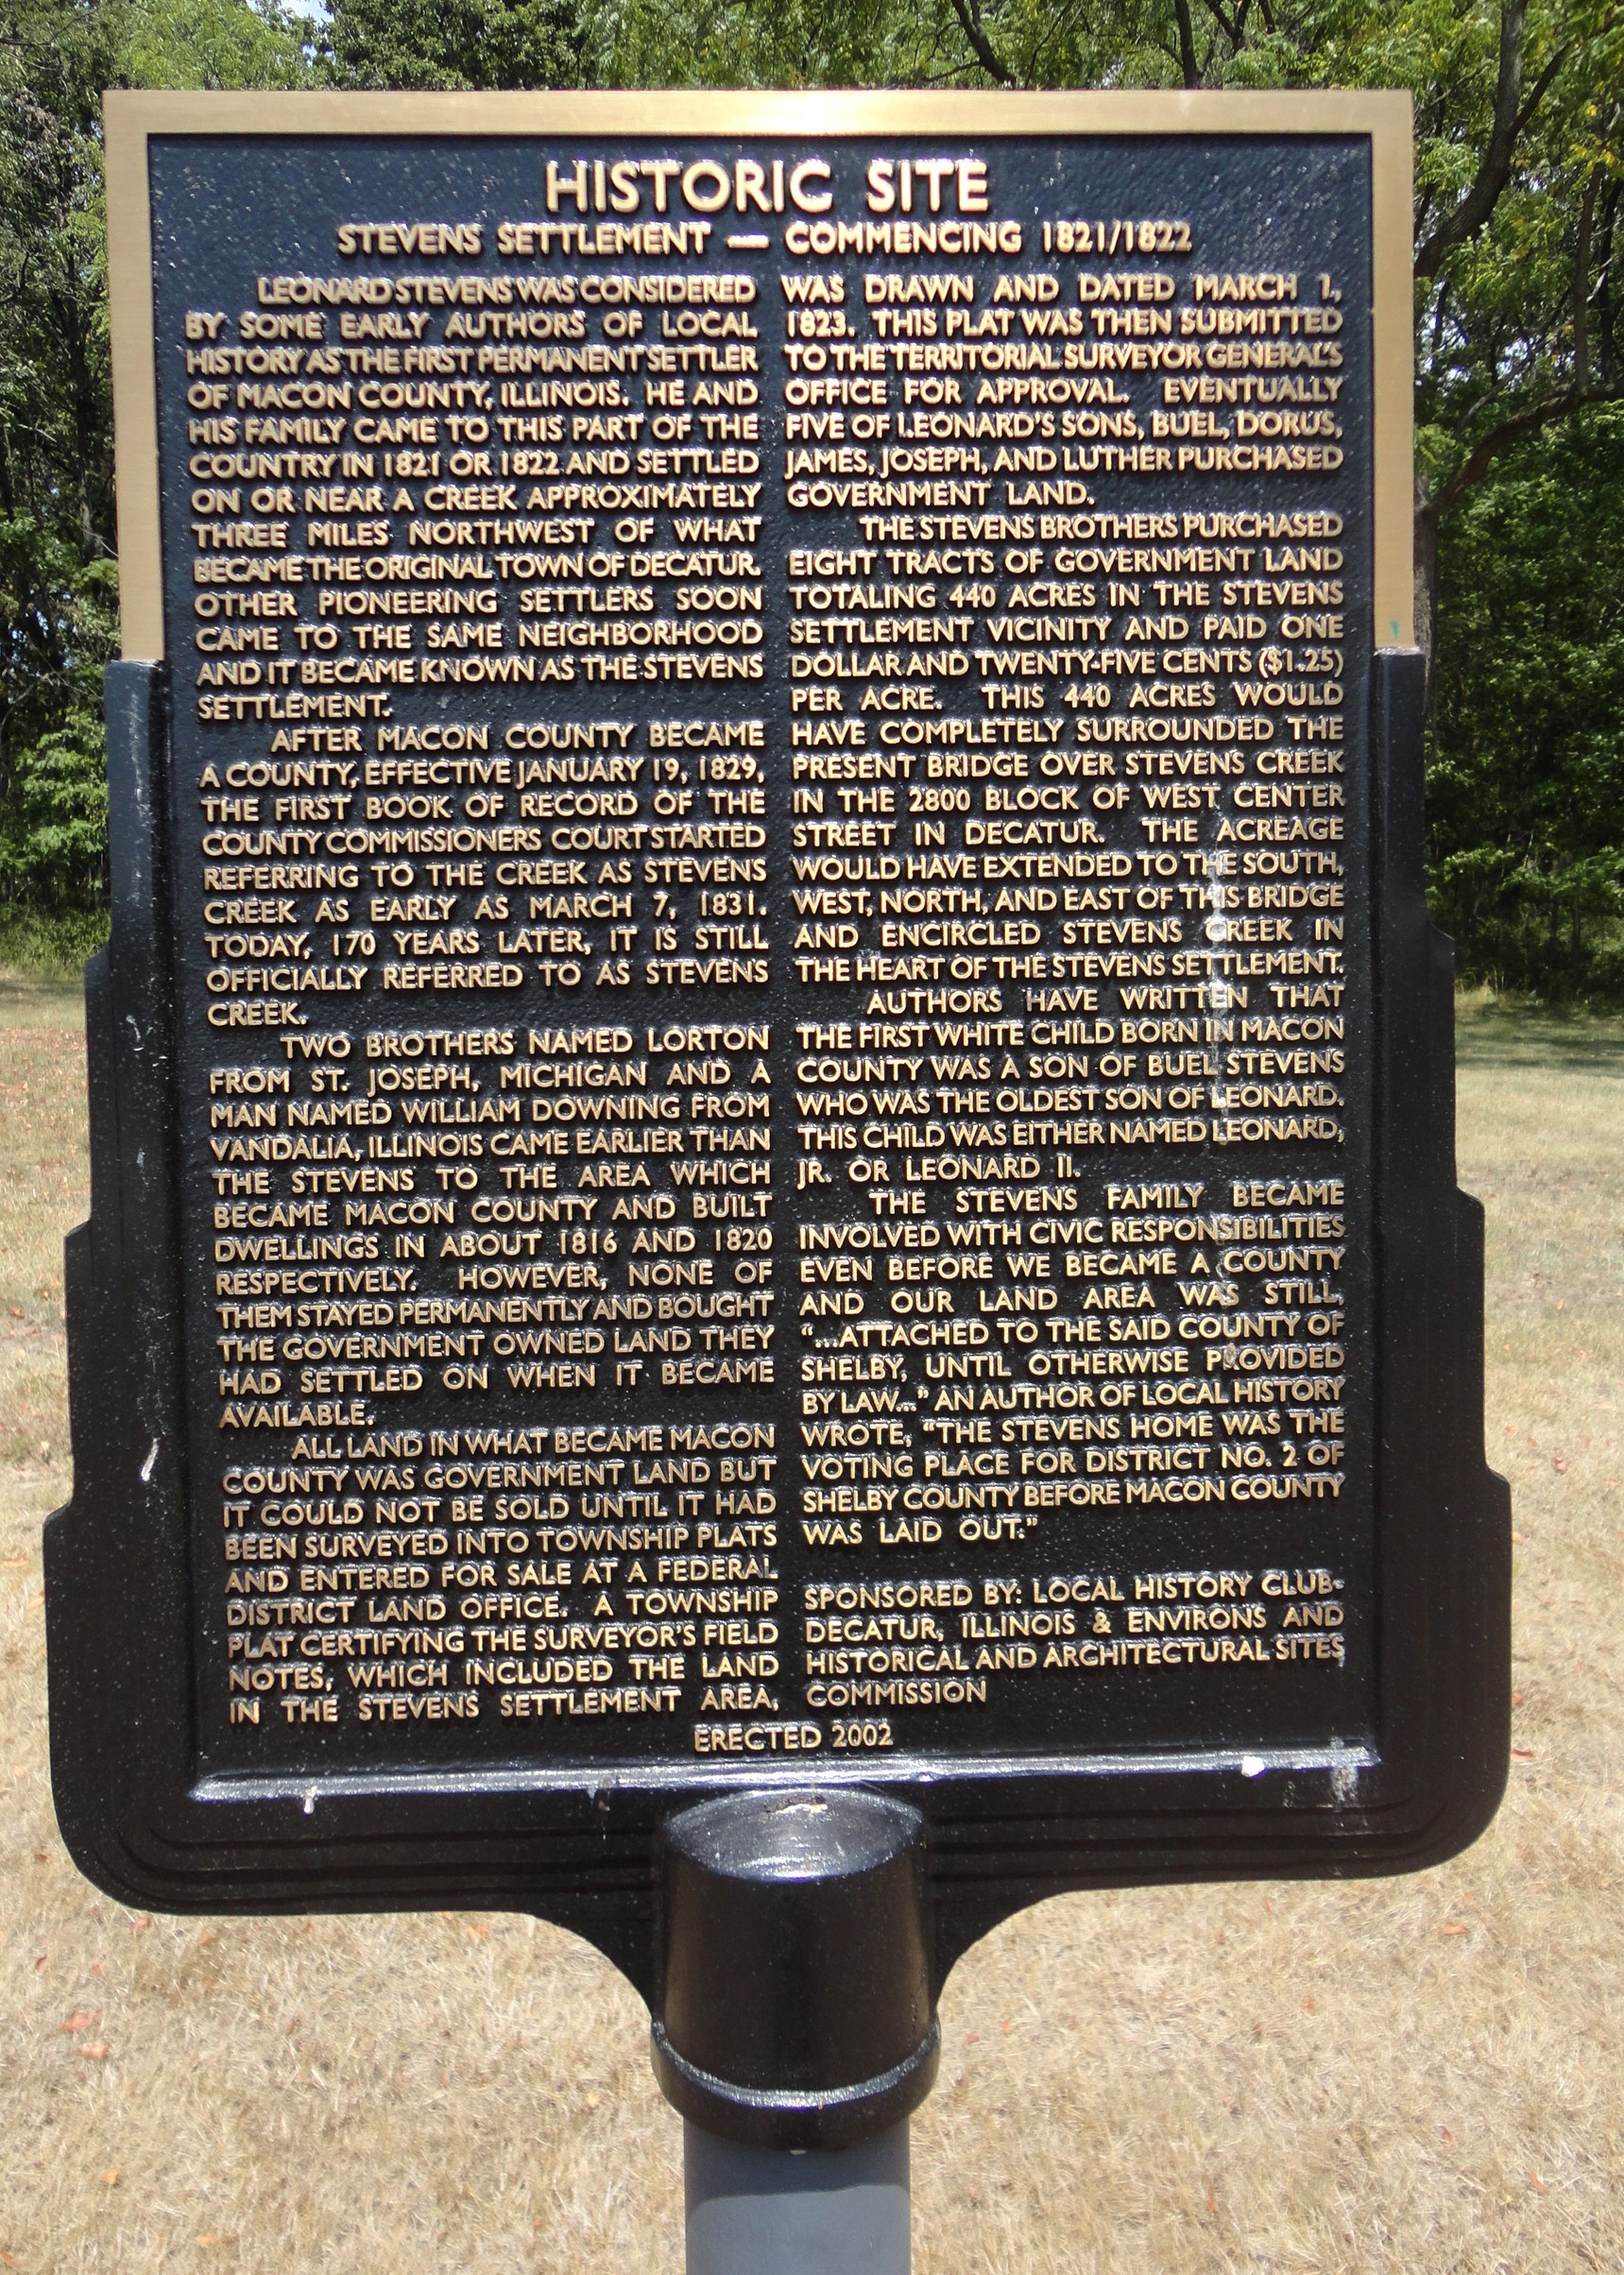 HISTORIC SITE
STEVENS SETTLEMENT — COMMENCING 1821/1822
LEONARD STEVENS WAS CONSIDERED
BY SOME EARLY AUTHORS OF LOCAL
HISTORY AS THE FIRST PERMANENT SETTLER
OF MACON COUNTY, ILLINOIS. HE AND
HIS FAMILY CAME TO THIS PART OF THE
COUNTRY IN 1821 OR 1822 AND SETTLED
ON OR NEAR A CREEK APPROXIMATELY
THREE MILES NORTHWEST OF WHAT
BECAME THE ORIGINAL TOWN OF DECATUR.
OTHER PIONEERING SETTLERS SOON
CAME TO THE SAME NEIGHBORHOOD
AND IT BECAME KNOWN AS THE STEVENS
SETTLEMENT.
AFTER MACON COUNTY BECAME
A COUNTY, EFFECTIVE JANUARY 19, 1829,
THE FIRST BOOK OF RECORD OF THE
COUNTY COMMISSIONERS COURT STARTED
REFERRING TO THE CREEK AS STEVENS
CREEK AS EARLY AS MARCH 7, 1831.
TODAY, 170 YEARS LATER, IT IS STILL
OFFICIALLY REFERRED TO AS STEVENS
CREEK.
TWO BROTHERS NAMED LORTON
FROM ST. JOSEPH, MICHIGAN AND A
MAN NAMED WILLIAM DOWNING FROM
VANDALIA, ILLINOIS CAME EARLIER THAN
THE STEVENS TO THE AREA WHICH
BECAME MACON COUNTY AND BUILT
DWELLINGS IN ABOUT 1816 AND 1820
RESPECTIVELY. HOWEVER, NONE OF
THEM STAYED PERMANENTLY AND BOUGHT
THE GOVERNMENT OWNED LAND THEY
HAD SETTLED ON WHEN IT BECAME
AVAILABLE.
ALL LAND IN WHAT BECAME MACON
COUNTY WAS GOVERNMENT LAND BUT
IT COULD NOT BE SOLD UNTIL IT HAD
BEEN SURVEYED INTO TOWNSHIP PLATS
AND ENTERED FOR SALE AT A FEDERAL
DISTRICT LAND OFFICE. A TOWNSHIP
PLAT CERTIFYING THE SURVEYOR'S FIELD
NOTES, WHICH INCLUDED THE LAND
IN THE STEVENS SETTLEMENT AREA,
WAS DRAWN AND DATED MARCH 1,
1823. THIS PLAT WAS THEN SUBMITTED
TO THE TERRITORIAL SURVEYOR GENERAL'S
OFFICE FOR APPROVAL. EVENTUALLY
FIVE OF LEONARD'S SONS, BUEL, DORUS,
JAMES, JOSEPH, AND LUTHER PURCHASED
GOVERNMENT LAND.
THE STEVENS BROTHERS PURCHASED
EIGHT TRACTS OF GOVERNMENT LAND
TOTALING 440 ACRES IN THE STEVENS
SETTLEMENT VICINITY AND PAID ONE
DOLLAR AND TWENTY-FIVE CENTS ($1.25)
PER ACRE. THIS 440 ACRES WOULD
HAVE COMPLETELY SURROUNDED THE
PRESENT BRIDGE OVER STEVENS CREEK
IN THE 2800 BLOCK OF WEST CENTER
STREET IN DECATUR. THE ACREAGE
WOULD HAVE EXTENDED TO THE SOUTH,
WEST, NORTH, AND EAST OF THIS BRIDGE
AND ENCIRCLED STEVENS CREEK IN
THE HEART OF THE STEVENS SETTLEMENT.
AUTHORS HAVE WRITTEN THAT
THE FIRST WHITE CHILD BORN IN MACON
COUNTY WAS A SON OF BUEL STEVENS
WHO WAS THE OLDEST SON OF LEONARD.
THIS CHILD WAS EITHER NAMED LEONARD,
JR. OR LEONARD II.
THE STEVENS FAMILY BECAME
INVOLVED WITH CIVIC RESPONSIBILITIES
EVEN BEFORE WE BECAME A COUNTY
AND OUR LAND AREA WAS STILL,
"...ATTACHED TO THE SAID COUNTY OF
SHELBY, UNTIL OTHERWISE PROVIDED
BY LAW..." AN AUTHOR OF LOCAL HISTORY
WROTE, "THE STEVENS HOME WAS THE
VOTING PLACE FOR DISTRICT NO. 2 OF
SHELBY COUNTY BEFORE MACON COUNTY
WAS LAID OUT."
SPONSORED BY: LOCAL HISTORY CLUB-
DECATUR, ILLINOIS & ENVIRONS AND
HISTORICAL AND ARCHITECTURAL SITES
COMMISSION
ERECTED 2002